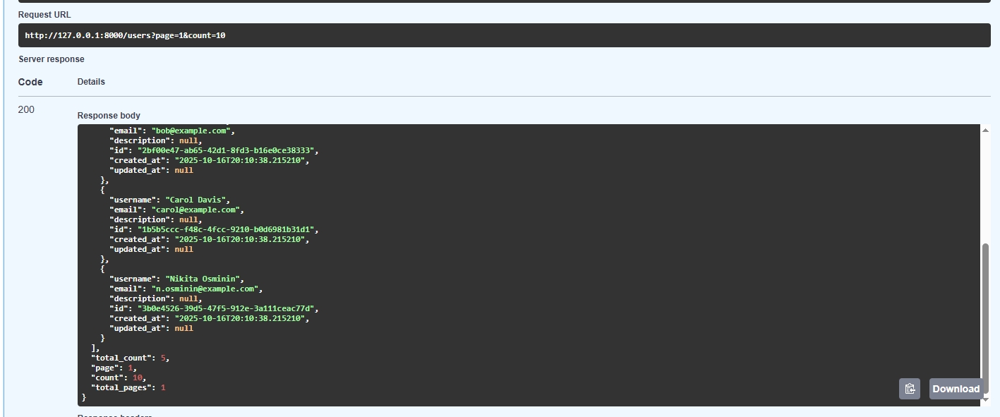 Request URL
http://127.0.0.1:8000/users?page=1&count=10
Server response
Code Details
200
Response body
"email": "bob@example.com",
"description": null,
"id": "2bf00e47-ab65-42d1-8fd3-b16e0ce38333",
"created_at": "2025-10-16T20:10:38.215210",
"updated_at": null
},
{
"username": "Carol Davis",
"email": "carol@example.com",
"description": null,
"id": "1b5b5ccc-f48c-4fcc-9210-b0d6981b31d1",
"created_at": "2025-10-16T20:10:38.215210",
"updated_at": null
},
{
"username": "Nikita Osminin",
"email": "n.osminin@example.com",
"description": null,
"id": "3b0e4526-39d5-47f5-912e-3a111ceac77d",
"created_at": "2025-10-16T20:10:38.215210",
"updated_at": null
}
],
"total_count": 5,
"page": 1,
"count": 10,
"total_pages": 1
}
Download
Response headers